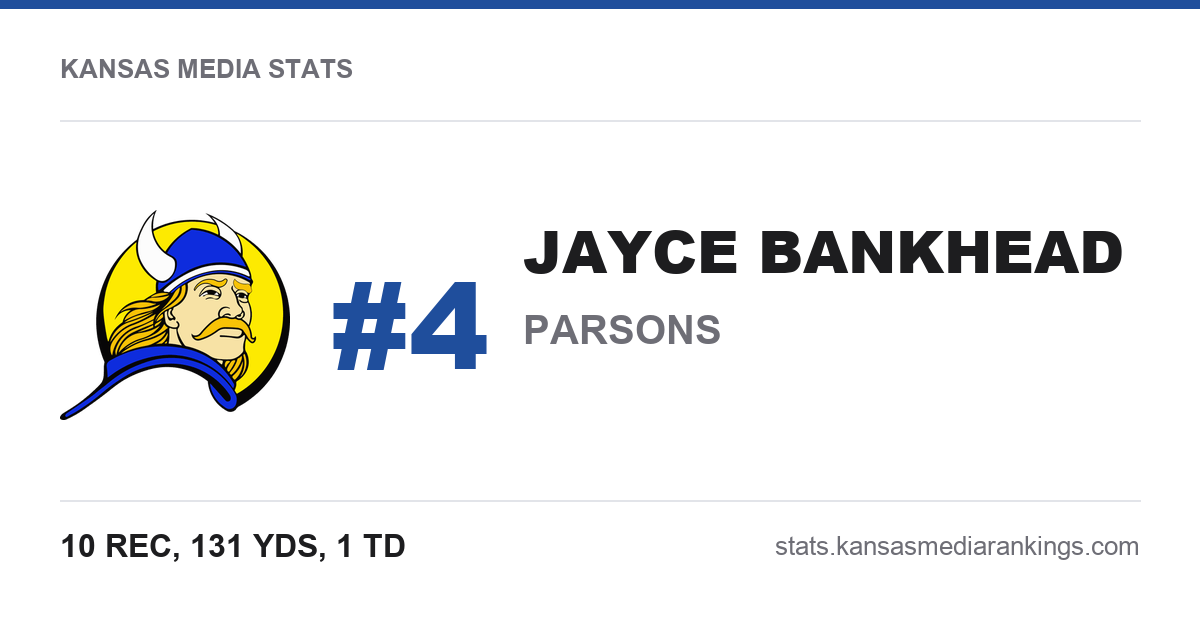 KANSAS MEDIA STATS
#4
JAYCE BANKHEAD
PARSONS
10 REC, 131 YDS, 1 TD
stats.kansasmediarankings.com